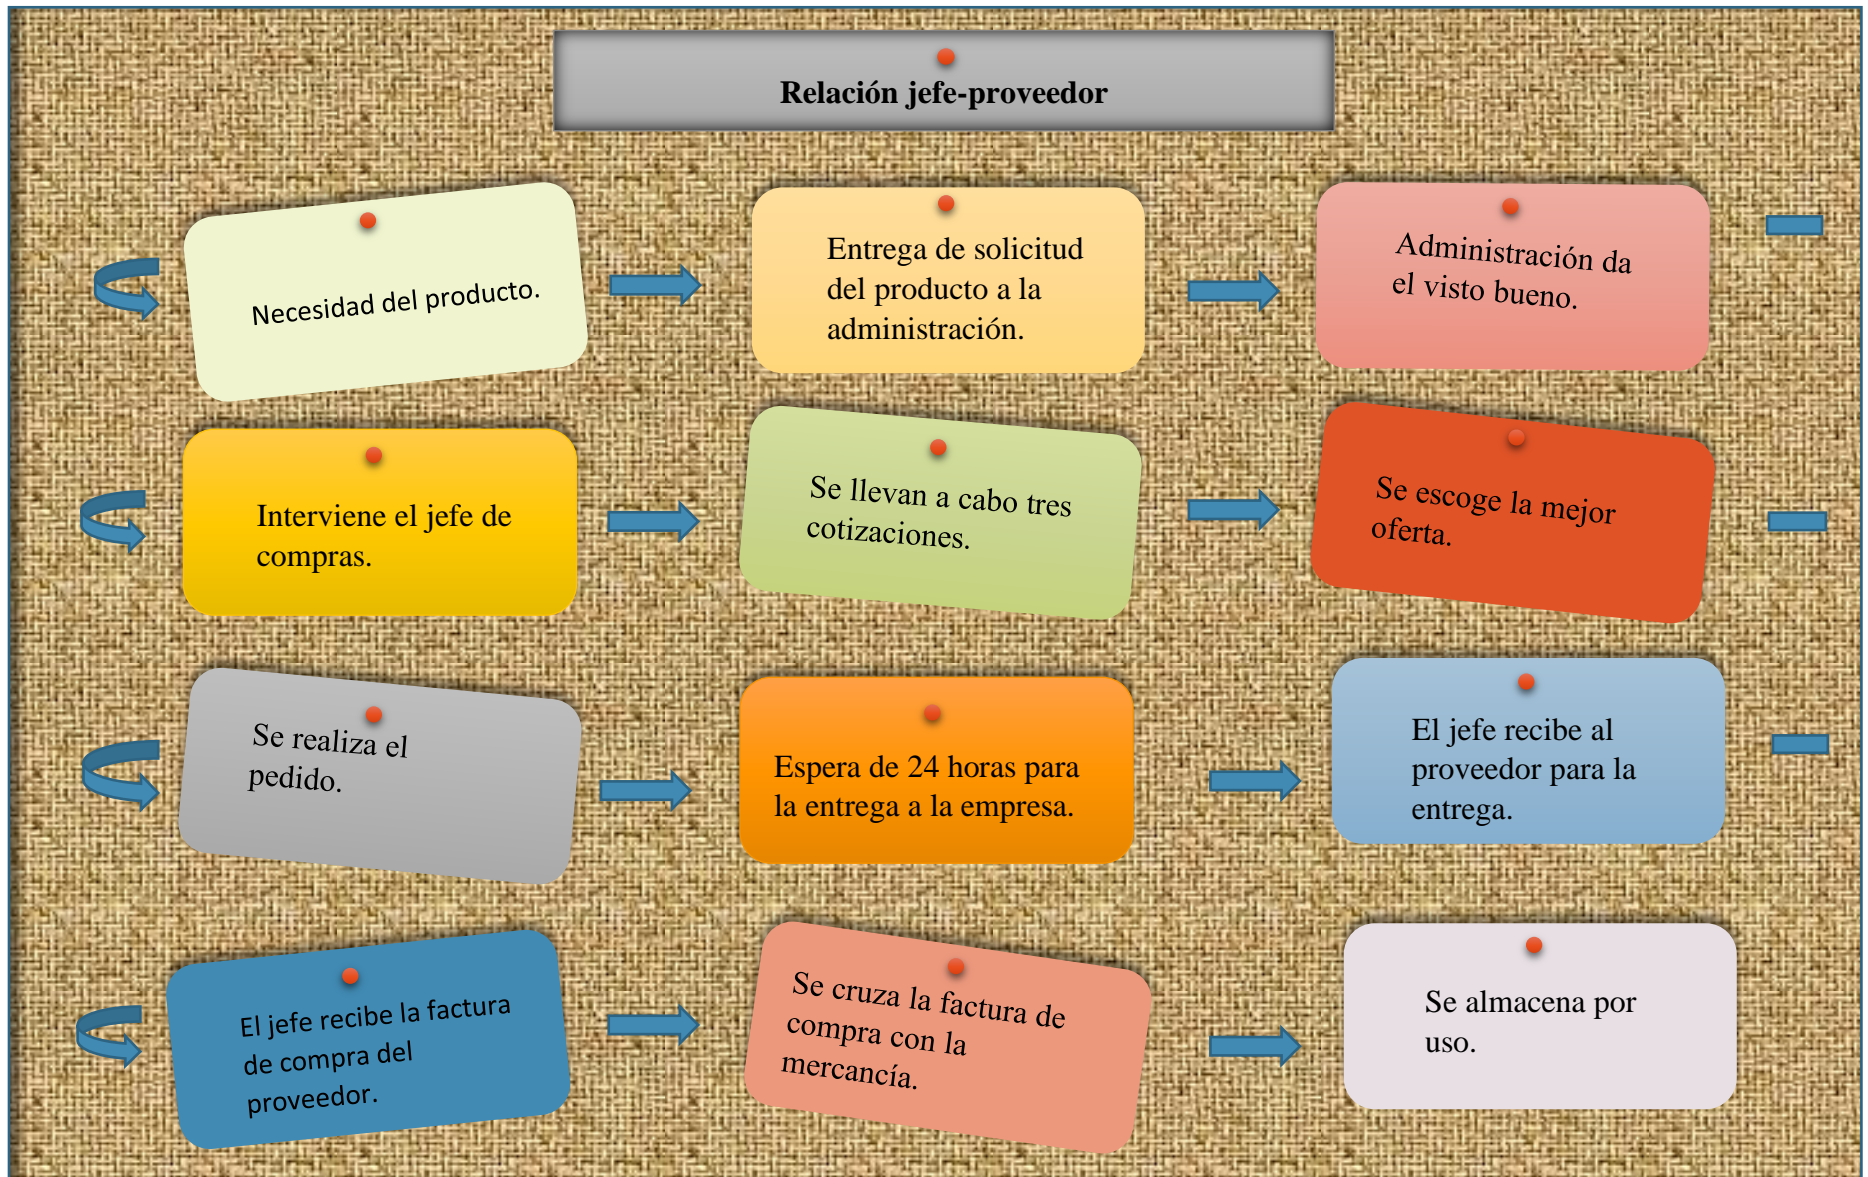 Relación jefe-proveedor
Necesidad del producto.
Entrega de solicitud
del producto a la
administración.
Administración da
el visto bueno.
Interviene el jefe de
compras.
Se llevan a cabo tres
cotizaciones.
Se escoge la mejor
oferta.
Se realiza el
pedido.
Espera de 24 horas para
la entrega a la empresa.
El jefe recibe al
proveedor para la
entrega.
El jefe recibe la factura
de compra del
proveedor.
Se cruza la factura de
compra con la
mercancía.
Se almacena por
uso.